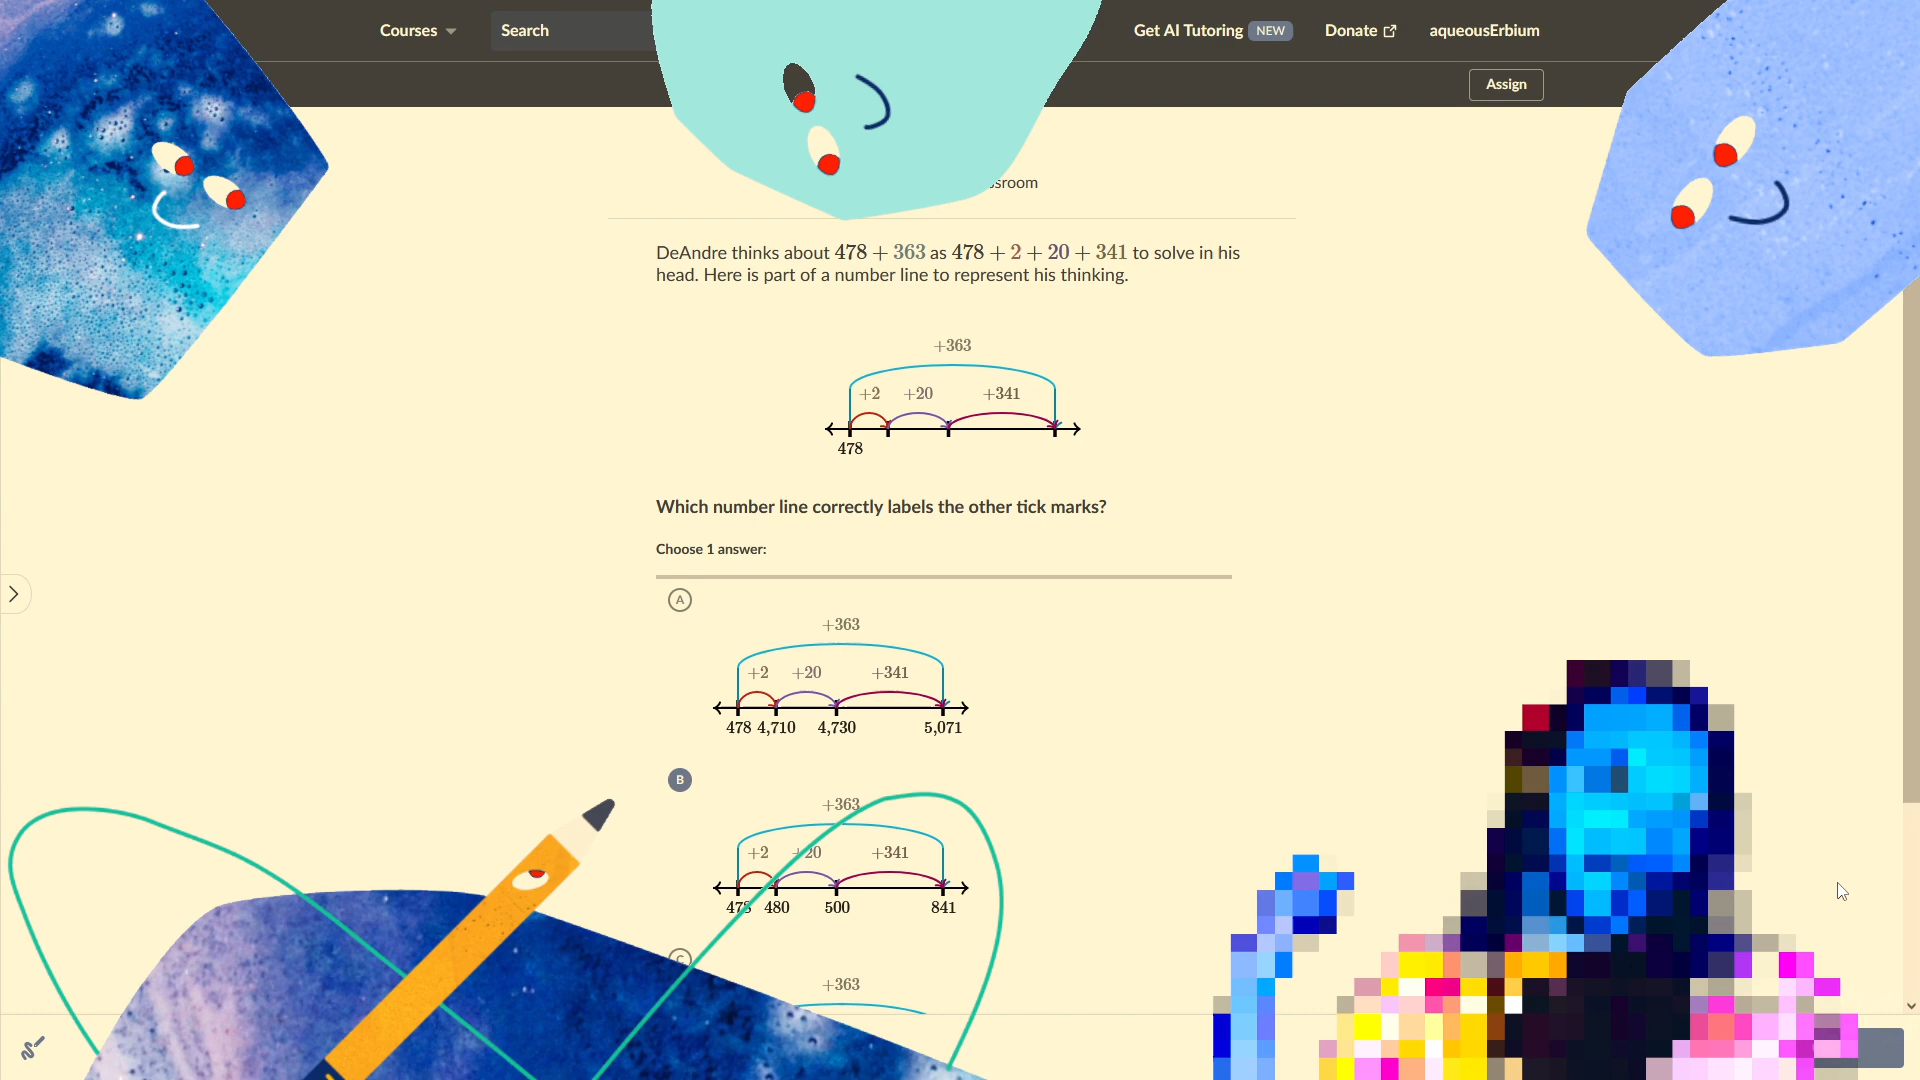 Courses
Search
Get AI Tutoring NEW
Donate
aqueousErbium
Assign
DeAndre thinks about 478 + 363 as 478 + 2 + 20 + 341 to solve in his
head. Here is part of a number line to represent his thinking.
+363
+2 +20 +341
478
Which number line correctly labels the other tick marks?
Choose 1 answer:
A
+363
+2 +20 +341
478 4,710 4,730 5,071
B
+363
+2 +20 +341
478 480 500 841
C
+363